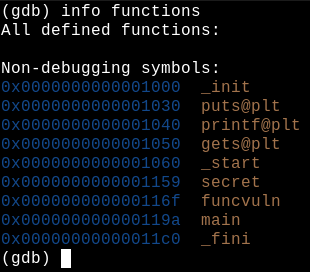 (gdb) info functions
All defined functions:

Non-debugging symbols:
0x0000000000001000  _init
0x0000000000001030  puts@plt
0x0000000000001040  printf@plt
0x0000000000001050  gets@plt
0x0000000000001060  _start
0x0000000000001159  secret
0x000000000000116f  funcvuln
0x000000000000119a  main
0x00000000000011c0  _fini
(gdb)